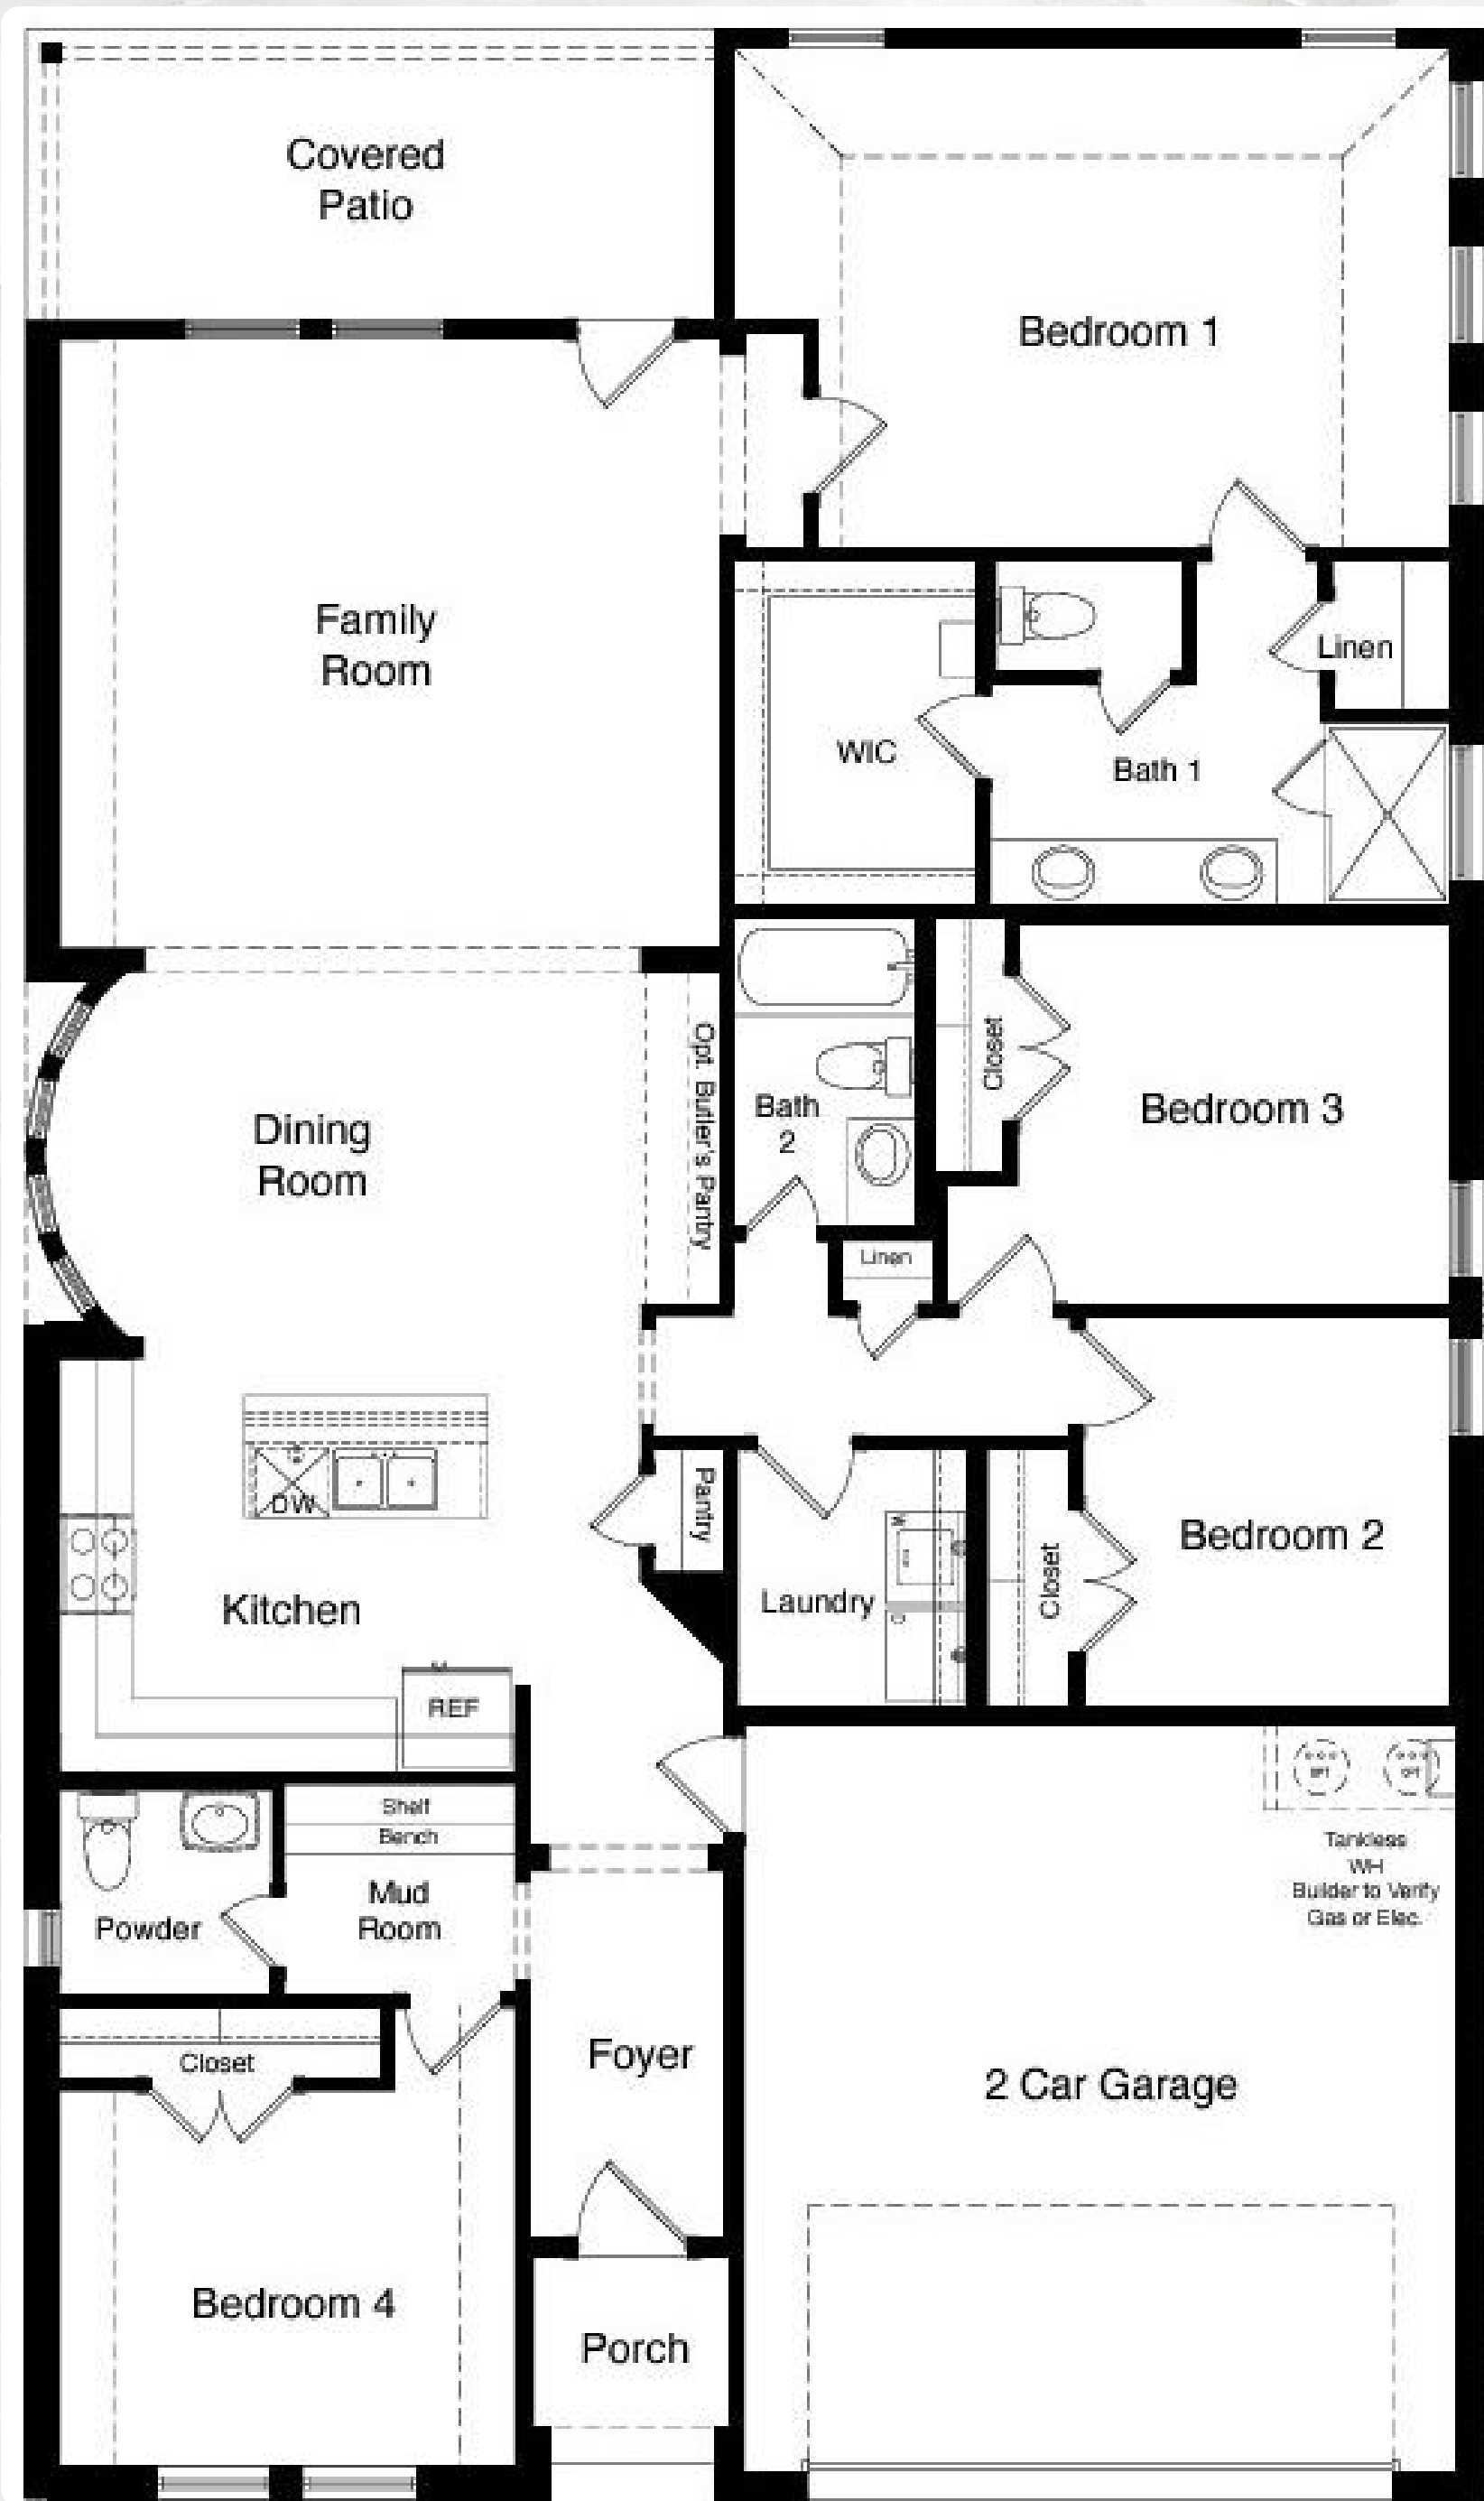 Covered
Patio
Bedroom 1
Family
Room
Linen
WIC
Bath 1
Closet
Opt. Butler's Pantry
Bath
2
Bedroom 3
Dining
Room
Linen
DW
Pantry
Bedroom 2
Closet
Laundry
W
D
Kitchen
REF
OPT
OPT
Shelf
Bench
Tankless
WH
Builder to Verify
Gas or Elec.
Mud
Room
Powder
Foyer
Closet
2 Car Garage
Bedroom 4
Porch